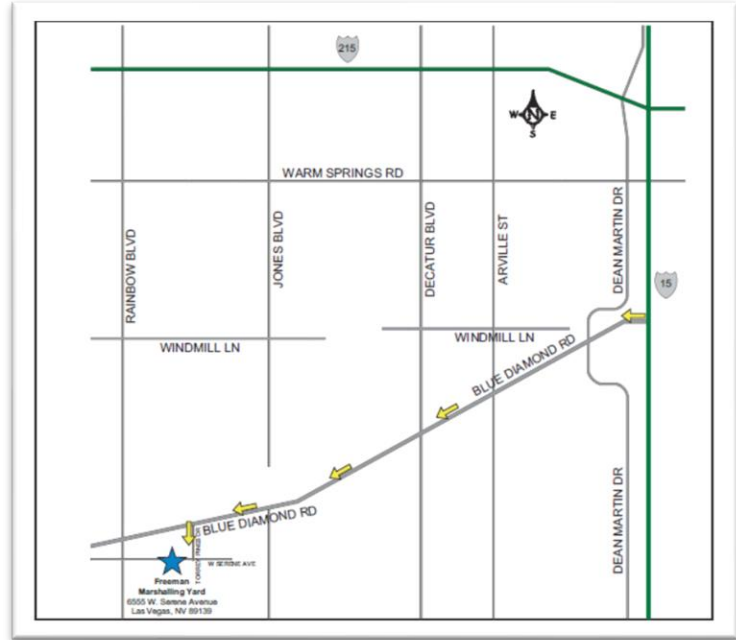 215
W
N
E
S
WARM SPRINGS RD
RAINBOW BLVD
JONES BLVD
DECATUR BLVD
ARVILLE ST
DEAN MARTIN DR
15
WINDMILL LN
WINDMILL LN
BLUE DIAMOND RD
BLUE DIAMOND RD
DEAN MARTIN DR
W SERENE AVE
Freeman
Marshalling Yard
6555 W. Serene Avenue
Las Vegas, NV 89139